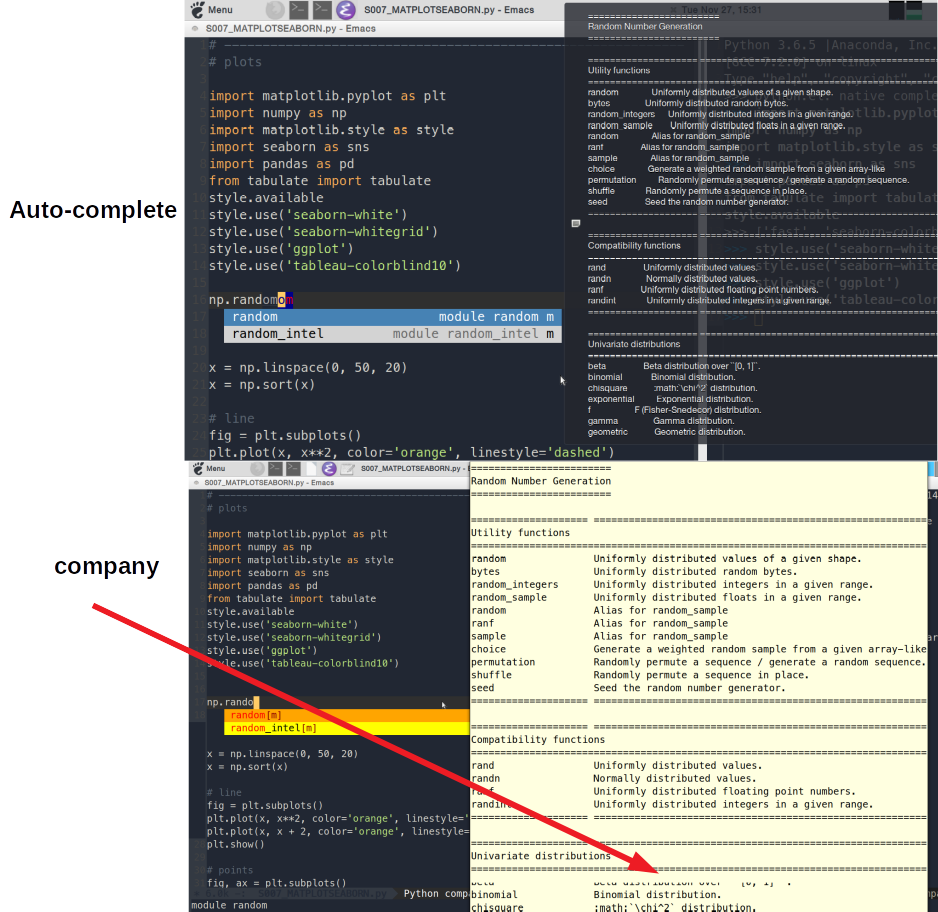 Menu
S007_MATPLOTSEABORN.py - Emacs
Tue Nov 27, 15:31
S007_MATPLOTSEABORN.py - Emacs
# plots
import matplotlib.pyplot as plt
import numpy as np
import matplotlib.style as style
import seaborn as sns
import pandas as pd
from tabulate import tabulate
style.available
style.use('seaborn-white')
style.use('seaborn-whitegrid')
style.use('ggplot')
style.use('tableau-colorblind10')
np.randomom
random module random m
random_intel module random_intel m
x = np.linspace(0, 50, 20)
x = np.sort(x)
# line
fig = plt.subplots()
plt.plot(x, x**2, color='orange', linestyle='dashed')
Auto-complete
=======================
Random Number Generation
=======================
Utility functions
random Uniformly distributed values of a given shape.
bytes Uniformly distributed random bytes.
random_integers Uniformly distributed integers in a given range.
random_sample Uniformly distributed floats in a given range.
random Alias for random_sample
ranf Alias for random_sample
sample Alias for random_sample
choice Generate a weighted random sample from a given array-like
permutation Randomly permute a sequence / generate a random sequence.
shuffle Randomly permute a sequence in place.
seed Seed the random number generator.
Compatibility functions
rand Uniformly distributed values.
randn Normally distributed values.
ranf Uniformly distributed floating point numbers.
randint Uniformly distributed integers in a given range.
Univariate distributions
beta Beta distribution over ``[0, 1]``.
binomial Binomial distribution.
chisquare :math:`\chi^2` distribution.
exponential Exponential distribution.
f F (Fisher-Snedecor) distribution.
gamma Gamma distribution.
geometric Geometric distribution.
Python 3.6.5 |Anaconda, Inc.
company
Menu
S007_MATPLOTSEABORN.py -
S007_MATPLOTSEABORN.py - Emacs
# plots
import matplotlib.pyplot as plt
import numpy as np
import matplotlib.style as style
import seaborn as sns
import pandas as pd
from tabulate import tabulate
style.available
style.use('seaborn-white')
style.use('seaborn-whitegrid')
style.use('ggplot')
style.use('tableau-colorblind10')
np.rando
random[m]
random_intel[m]
x = np.linspace(0, 50, 20)
x = np.sort(x)
# line
fig = plt.subplots()
plt.plot(x, x**2, color='orange', linestyle='
plt.plot(x, x + 2, color='orange', linestyle=
plt.show()
# points
fig, ax = plt.subplots()
S007_MATPLOTSEABORN.py Python comp
module random
========================
Random Number Generation
========================
Utility functions
random Uniformly distributed values of a given shape.
bytes Uniformly distributed random bytes.
random_integers Uniformly distributed integers in a given range.
random_sample Uniformly distributed floats in a given range.
random Alias for random_sample
ranf Alias for random_sample
sample Alias for random_sample
choice Generate a weighted random sample from a given array-like
permutation Randomly permute a sequence / generate a random sequence.
shuffle Randomly permute a sequence in place.
seed Seed the random number generator.
Compatibility functions
rand Uniformly distributed values.
randn Normally distributed values.
ranf Uniformly distributed floating point numbers.
randint Uniformly distributed integers in a given range.
Univariate distributions
beta Beta distribution over ``[0, 1]``.
binomial Binomial distribution.
chisquare :math:`\chi^2` distribution.